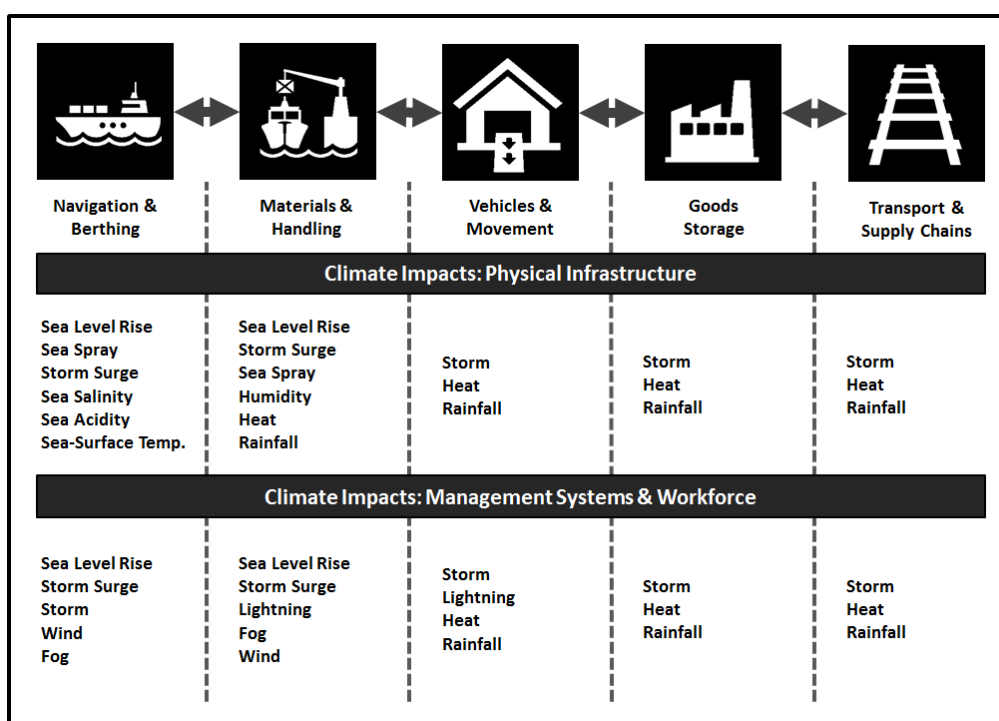 Navigation &
Berthing
Materials &
Handling
Vehicles &
Movement
Goods
Storage
Transport &
Supply Chains
Climate Impacts: Physical Infrastructure
Sea Level Rise
Sea Spray
Storm Surge
Sea Salinity
Sea Acidity
Sea-Surface Temp.
Sea Level Rise
Storm Surge
Sea Spray
Humidity
Heat
Rainfall
Storm
Heat
Rainfall
Storm
Heat
Rainfall
Storm
Heat
Rainfall
Climate Impacts: Management Systems & Workforce
Sea Level Rise
Storm Surge
Storm
Wind
Fog
Sea Level Rise
Storm Surge
Lightning
Fog
Wind
Storm
Lightning
Heat
Rainfall
Storm
Heat
Rainfall
Storm
Heat
Rainfall